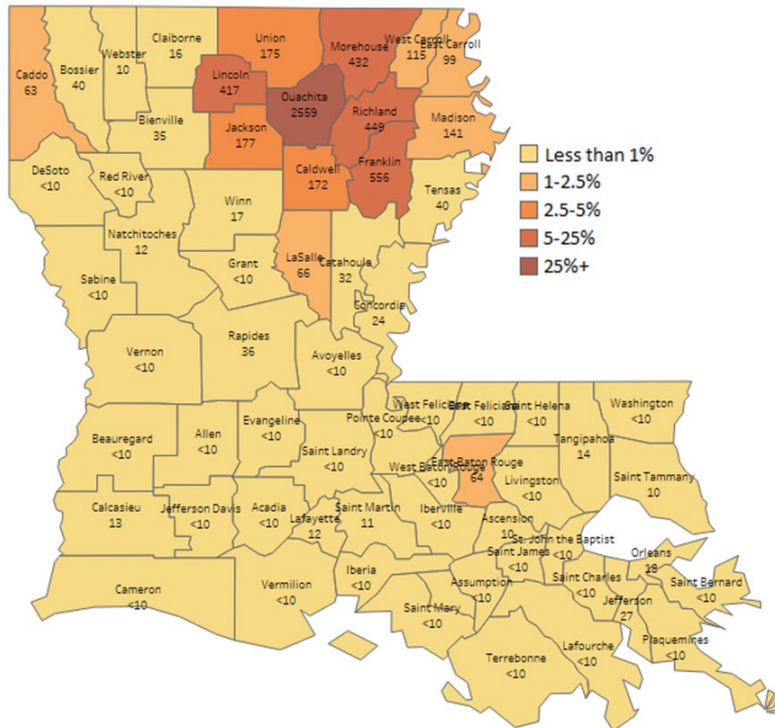 Claiborne
16
Union
175
Morehouse
432
West Carroll
115
East Carroll
99
Webster
10
Bossier
40
Caddo
63
Lincoln
417
Ouachita
2559
Richland
449
Madison
141
Bienville
35
Jackson
177
Caldwell
172
Franklin
556
Tensas
40
DeSoto
<10
Red River
<10
Winn
17
Natchitoches
12
Grant
<10
LaSalle
66
Catahoula
32
Sabine
<10
Concordia
24
Rapides
36
Vernon
<10
Avoyelles
<10
Less than 1%
1-2.5%
2.5-5%
5-25%
25%+
Beauregard
<10
Allen
<10
Evangeline
<10
Pointe Coupee
<10
West Feliciana
<10
East Feliciana
<10
Saint Helena
<10
Washington
<10
Tangipahoa
14
Saint Landry
<10
West Baton Rouge
<10
East Baton Rouge
64
Livingston
<10
Saint Tammany
10
Calcasieu
13
Jefferson Davis
<10
Acadia
<10
Lafayette
12
Saint Martin
11
Iberville
<10
Ascension
10
St. John the Baptist
<10
Saint James
<10
Orleans
18
Cameron
<10
Vermilion
<10
Iberia
<10
Saint Mary
<10
Assumption
<10
Saint Charles
<10
Jefferson
27
Saint Bernard
<10
Plaquemines
<10
Terrebonne
<10
Lafourche
<10